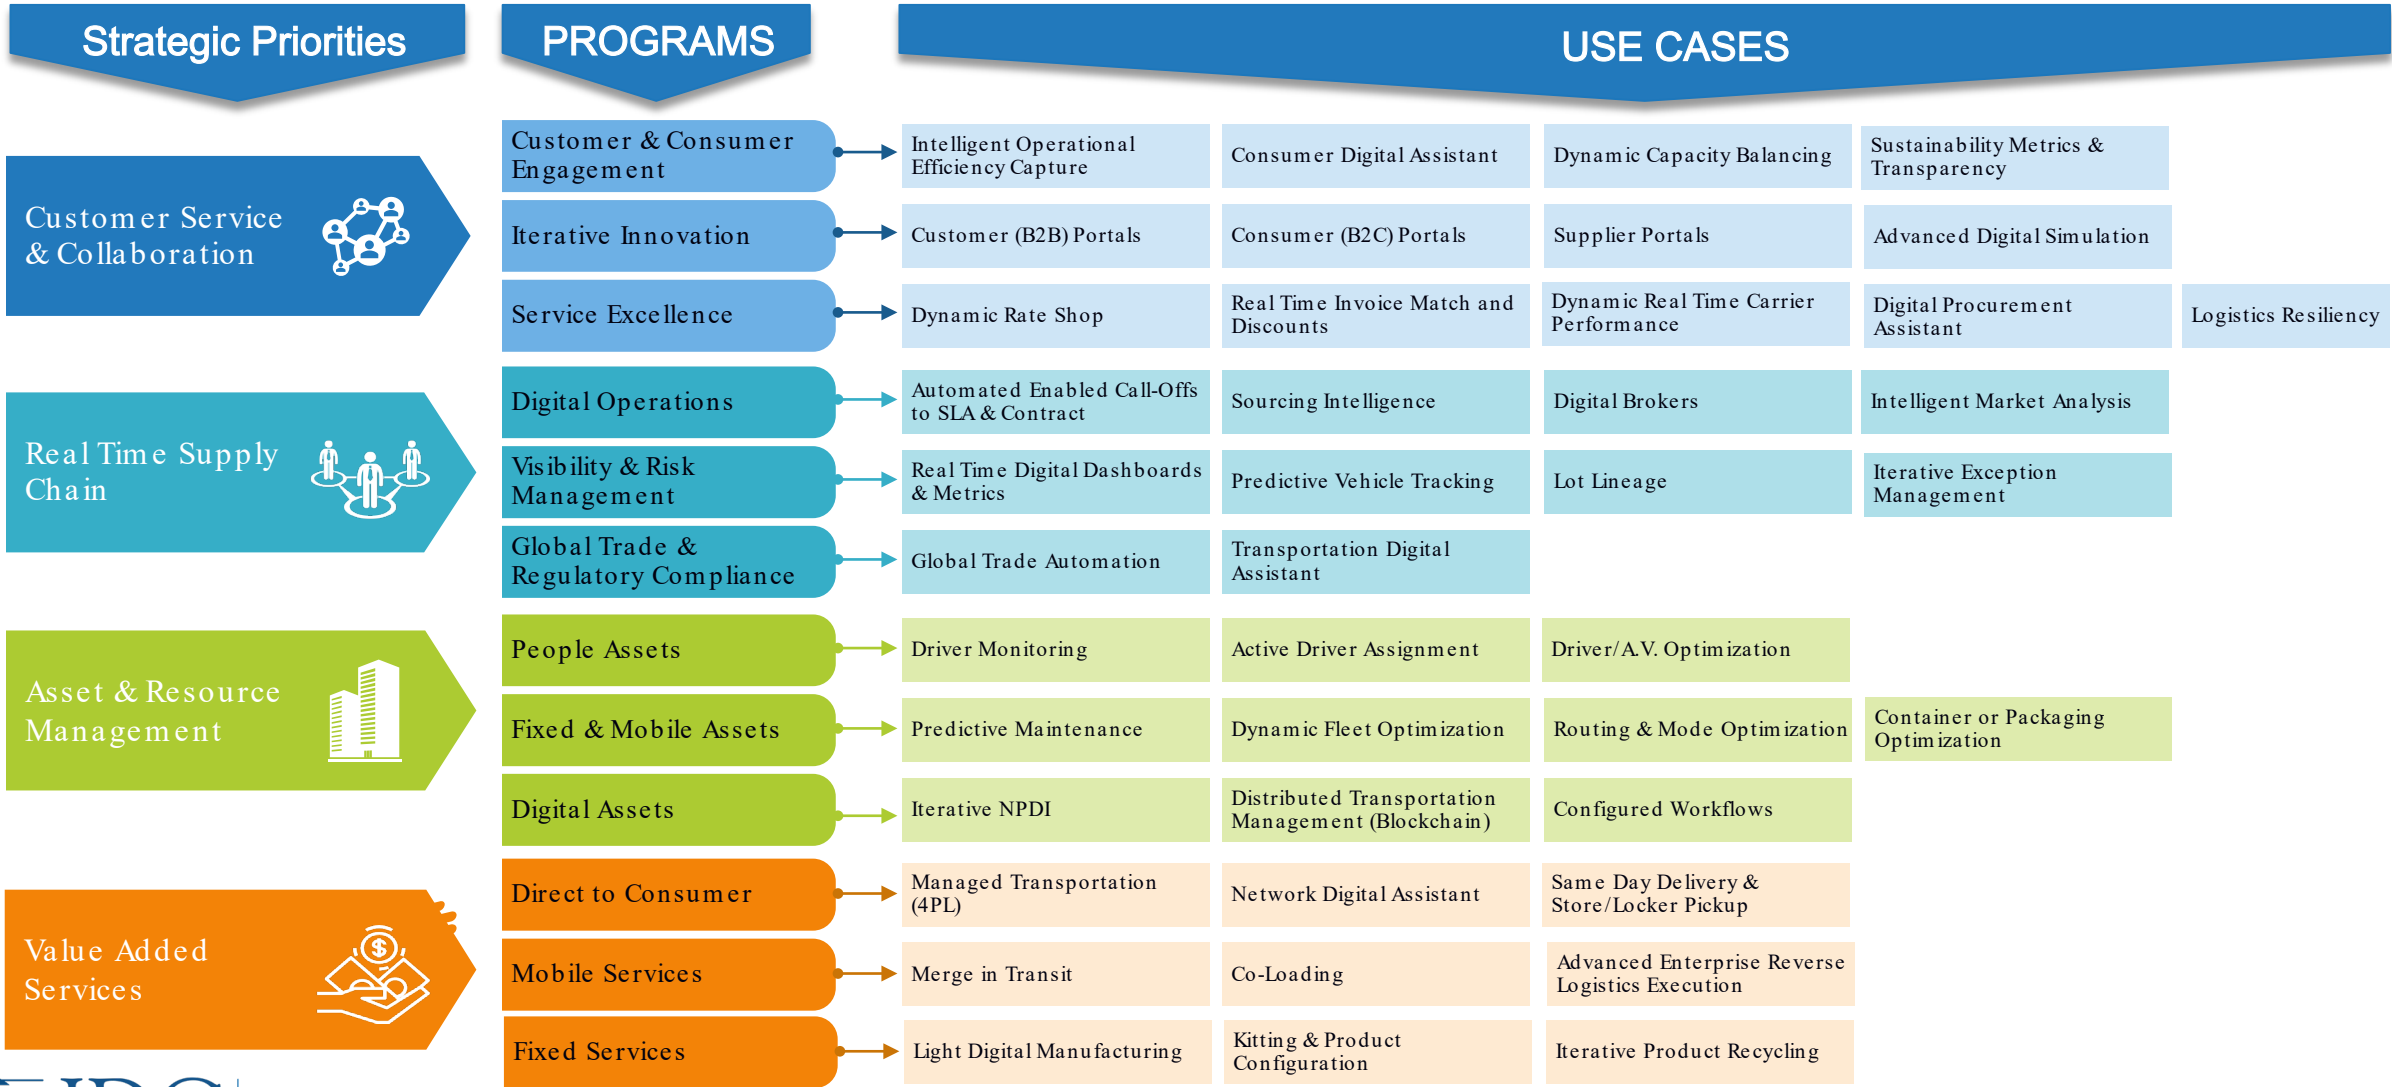 Strategic Priorities
PROGRAMS
USE CASES
Customer Service
& Collaboration
Customer & Consumer
Engagement
Intelligent Operational
Efficiency Capture
Consumer Digital Assistant
Dynamic Capacity Balancing
Sustainability Metrics &
Transparency
Iterative Innovation
Customer (B2B) Portals
Consumer (B2C) Portals
Supplier Portals
Advanced Digital Simulation
Service Excellence
Dynamic Rate Shop
Real Time Invoice Match and
Discounts
Dynamic Real Time Carrier
Performance
Digital Procurement
Assistant
Logistics Resiliency
Real Time Supply
Chain
Digital Operations
Automated Enabled Call-Offs
to SLA & Contract
Sourcing Intelligence
Digital Brokers
Intelligent Market Analysis
Visibility & Risk
Management
Real Time Digital Dashboards
& Metrics
Predictive Vehicle Tracking
Lot Lineage
Iterative Exception
Management
Global Trade &
Regulatory Compliance
Global Trade Automation
Transportation Digital
Assistant
Asset & Resource
Management
People Assets
Driver Monitoring
Active Driver Assignment
Driver/A.V. Optimization
Fixed & Mobile Assets
Predictive Maintenance
Dynamic Fleet Optimization
Routing & Mode Optimization
Container or Packaging
Optimization
Digital Assets
Iterative NPDI
Distributed Transportation
Management (Blockchain)
Configured Workflows
Value Added
Services
$
Direct to Consumer
Managed Transportation
(4PL)
Network Digital Assistant
Same Day Delivery &
Store/Locker Pickup
Mobile Services
Merge in Transit
Co-Loading
Advanced Enterprise Reverse
Logistics Execution
Fixed Services
Light Digital Manufacturing
Kitting & Product
Configuration
Iterative Product Recycling